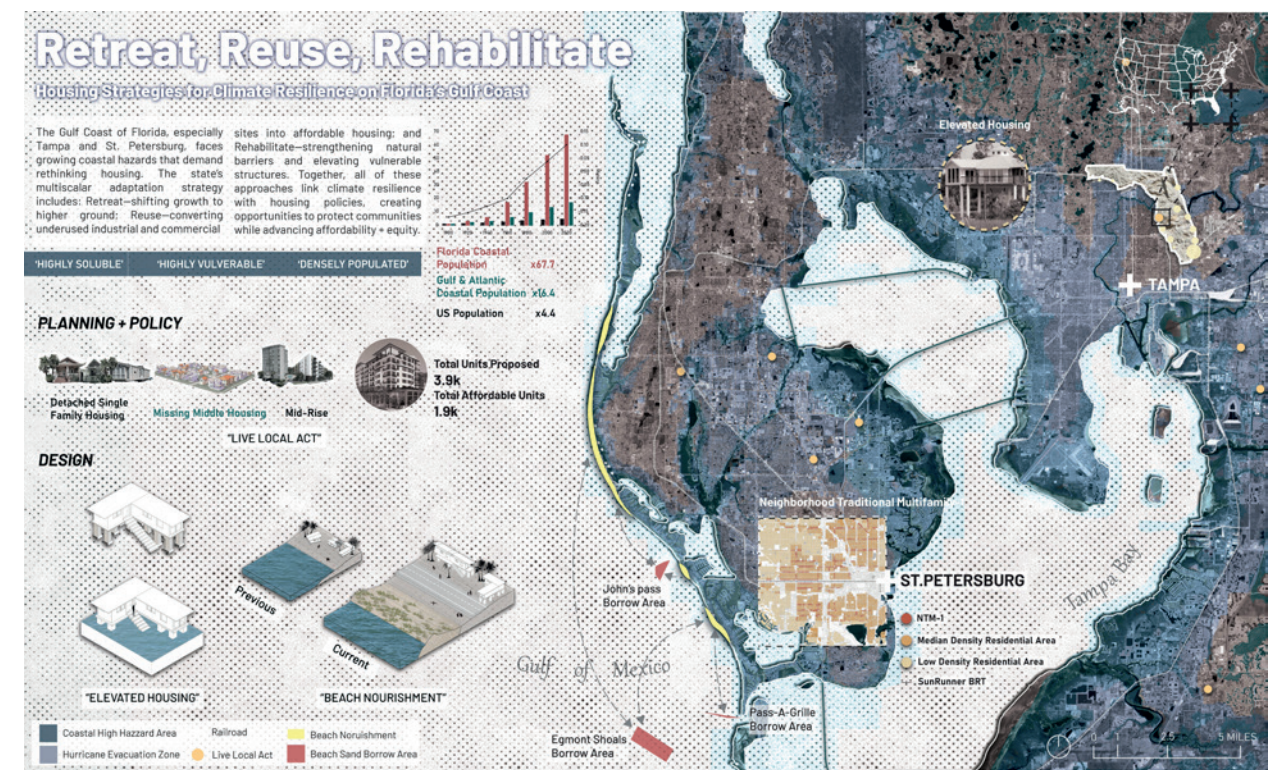 Retreat, Reuse, Rehabilitate
Housing Strategies for Climate Resilience on Florida's Gulf Coast
The Gulf Coast of Florida, especially
Tampa and St. Petersburg, faces
growing coastal hazards that demand
rethinking housing. The state's
multiscalar adaptation strategy
includes: Retreat—shifting growth to
higher ground; Reuse—converting
underused industrial and commercial
sites into affordable housing; and
Rehabilitate—strengthening natural
barriers and elevating vulnerable
structures. Together, all of these
approaches link climate resilience
with housing policies, creating
opportunities to protect communities
while advancing affordability + equity.
'HIGHLY SOLUBLE' 'HIGHLY VULVERABLE' 'DENSELY POPULATED'
Florida Coastal
Population x67.7
Gulf & Atlantic
Coastal Population x16.4
US Population x4.4
PLANNING + POLICY
Detached Single
Family Housing
Missing Middle Housing
Mid-Rise
"LIVE LOCAL ACT"
Total Units Proposed
3.9k
Total Affordable Units
1.9k
DESIGN
Previous
Current
"ELEVATED HOUSING"
"BEACH NOURISHMENT"
Coastal High Hazzard Area
Railroad
Beach Noruishment
Hurricane Evacuation Zone
Live Local Act
Beach Sand Borrow Area
Elevated Housing
TAMPA
Neighborhood Traditional Multifami
ST.PETERSBURG
NTM-1
Median Density Residential Area
Low Density Residential Area
SunRunner BRT
Tampa Bay
John's pass
Borrow Area
Gulf of Mexico
Pass-A-Grille
Borrow Area
Egmont Shoals
Borrow Area
0 1 2.5 5 MILES